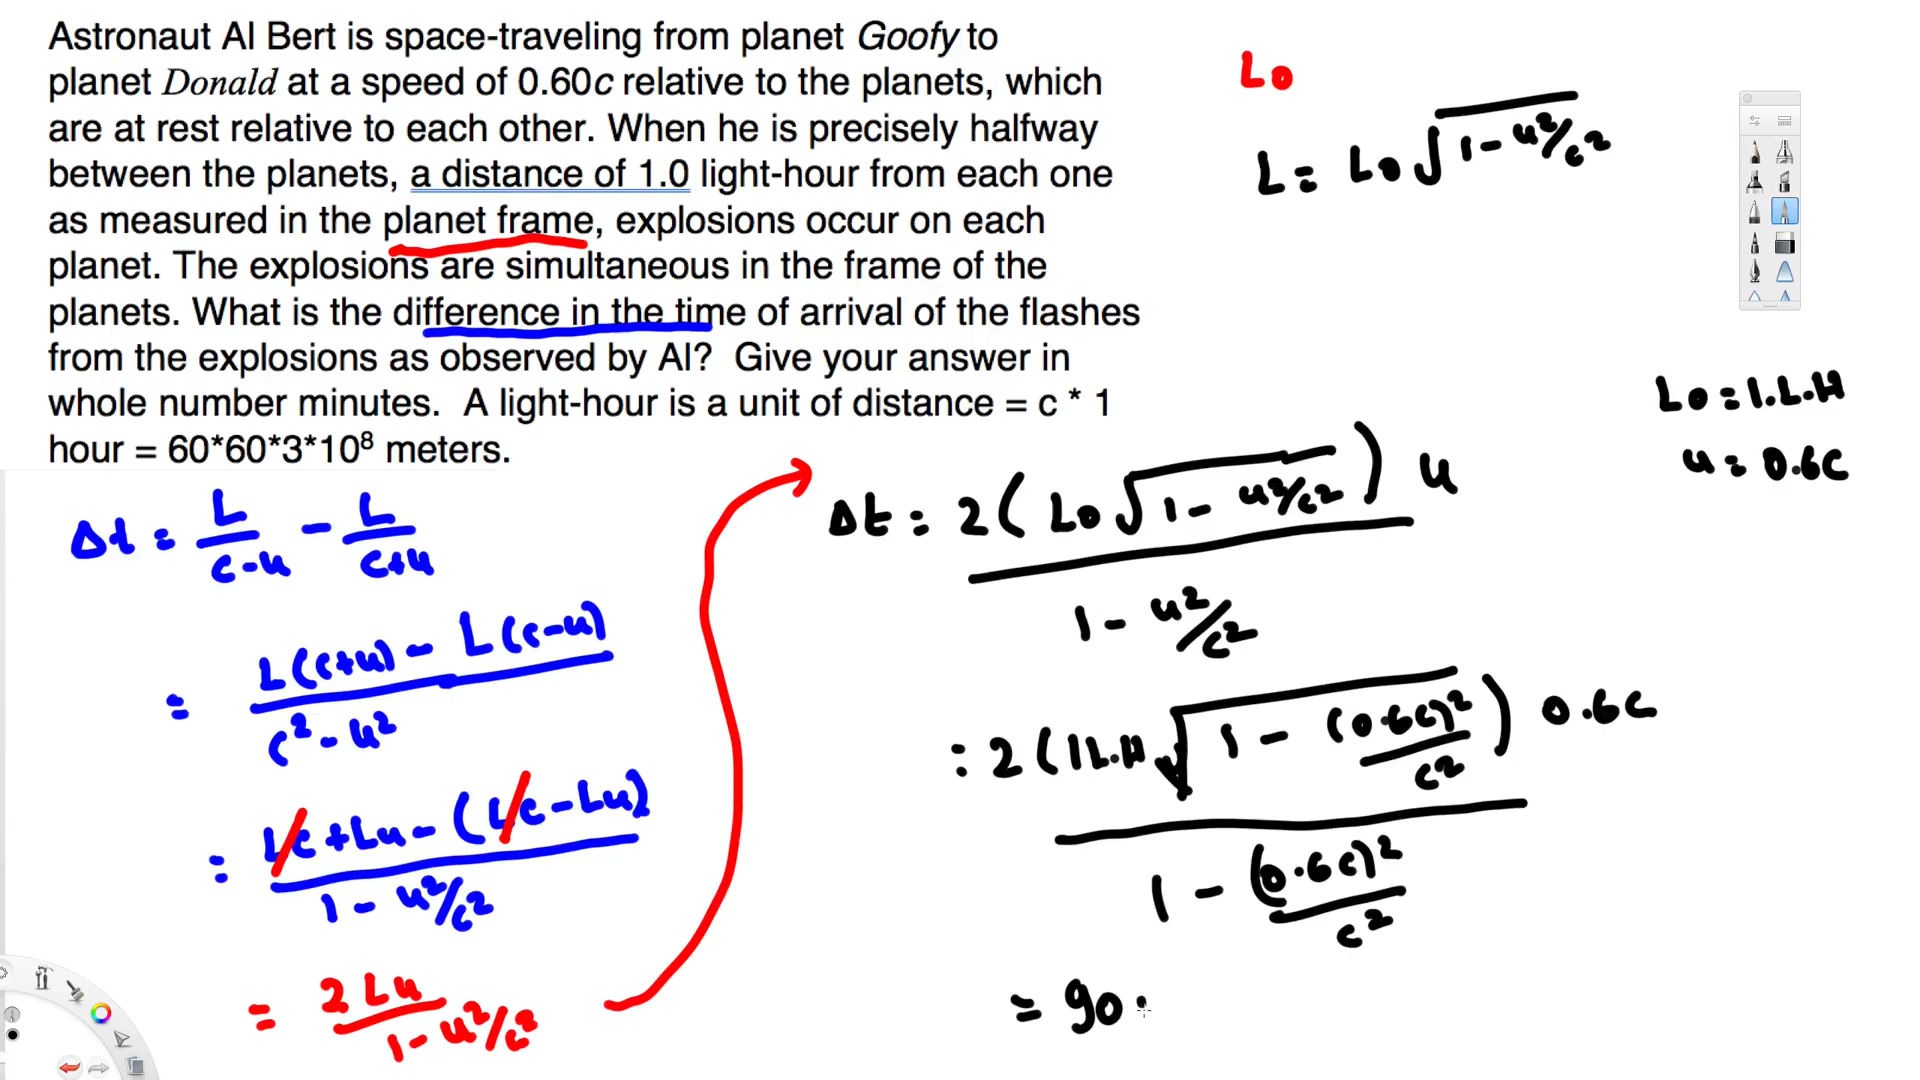 Astronaut Al Bert is space-traveling from planet Goofy to
planet Donald at a speed of 0.60c relative to the planets, which
are at rest relative to each other. When he is precisely halfway
between the planets, a distance of 1.0 light-hour from each one
as measured in the planet frame, explosions occur on each
planet. The explosions are simultaneous in the frame of the
planets. What is the difference in the time of arrival of the flashes
from the explosions as observed by Al?  Give your answer in
whole number minutes.  A light-hour is a unit of distance = c * 1
hour = 60*60*3*10⁸ meters.
Lo
L = Lo√(1 - u²/c²)
Lo = 1.L.H
u = 0.6c
Δt = L/(c-u) - L/(c+u)
= (L(c+u) - L(c-u))/(c² - u²)
= (Lc + Lu - (Lc - Lu))/(1 - u²/c²)
= 2Lu/(1 - u²/c²)
Δt = 2(Lo√(1 - u²/c²))u/(1 - u²/c²)
= 2(1L.H√(1 - (0.6c)²/c²))0.6c/(1 - (0.6c)²/c²)
= 90